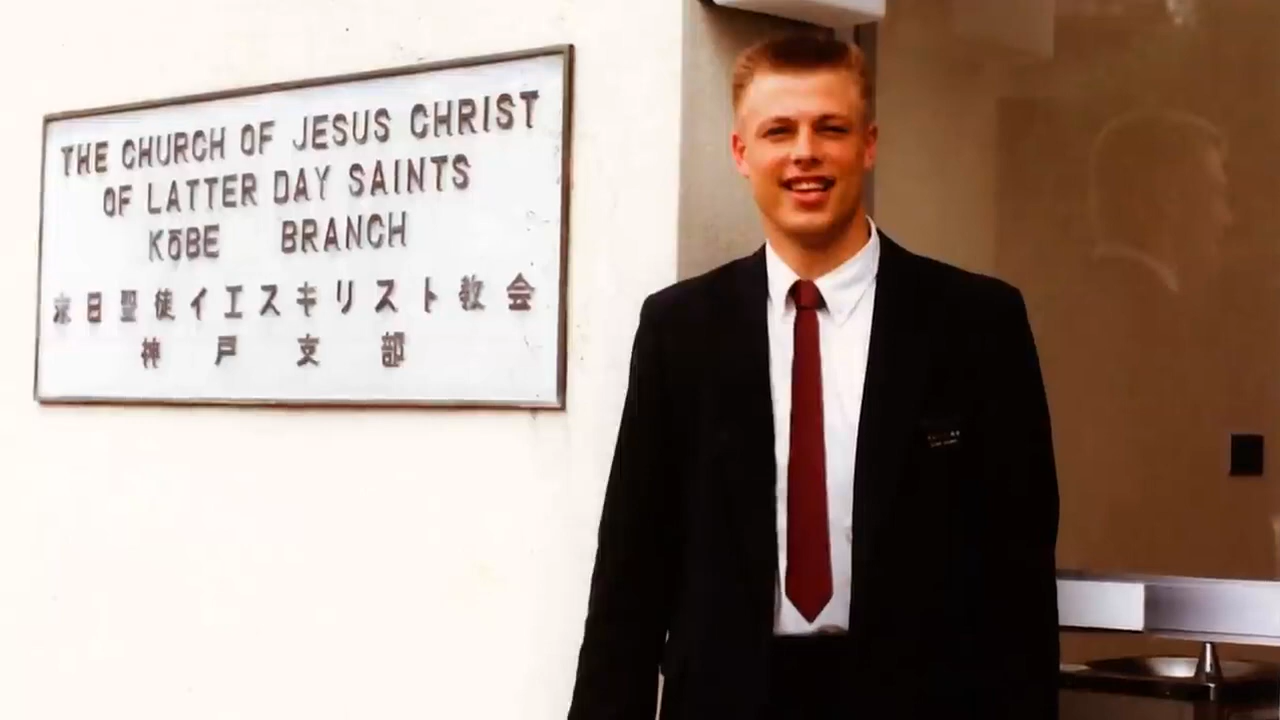 THE CHURCH OF JESUS CHRIST
OF LATTER DAY SAINTS
KōBE BRANCH
末日聖徒イエスキリスト教会
神戸支部